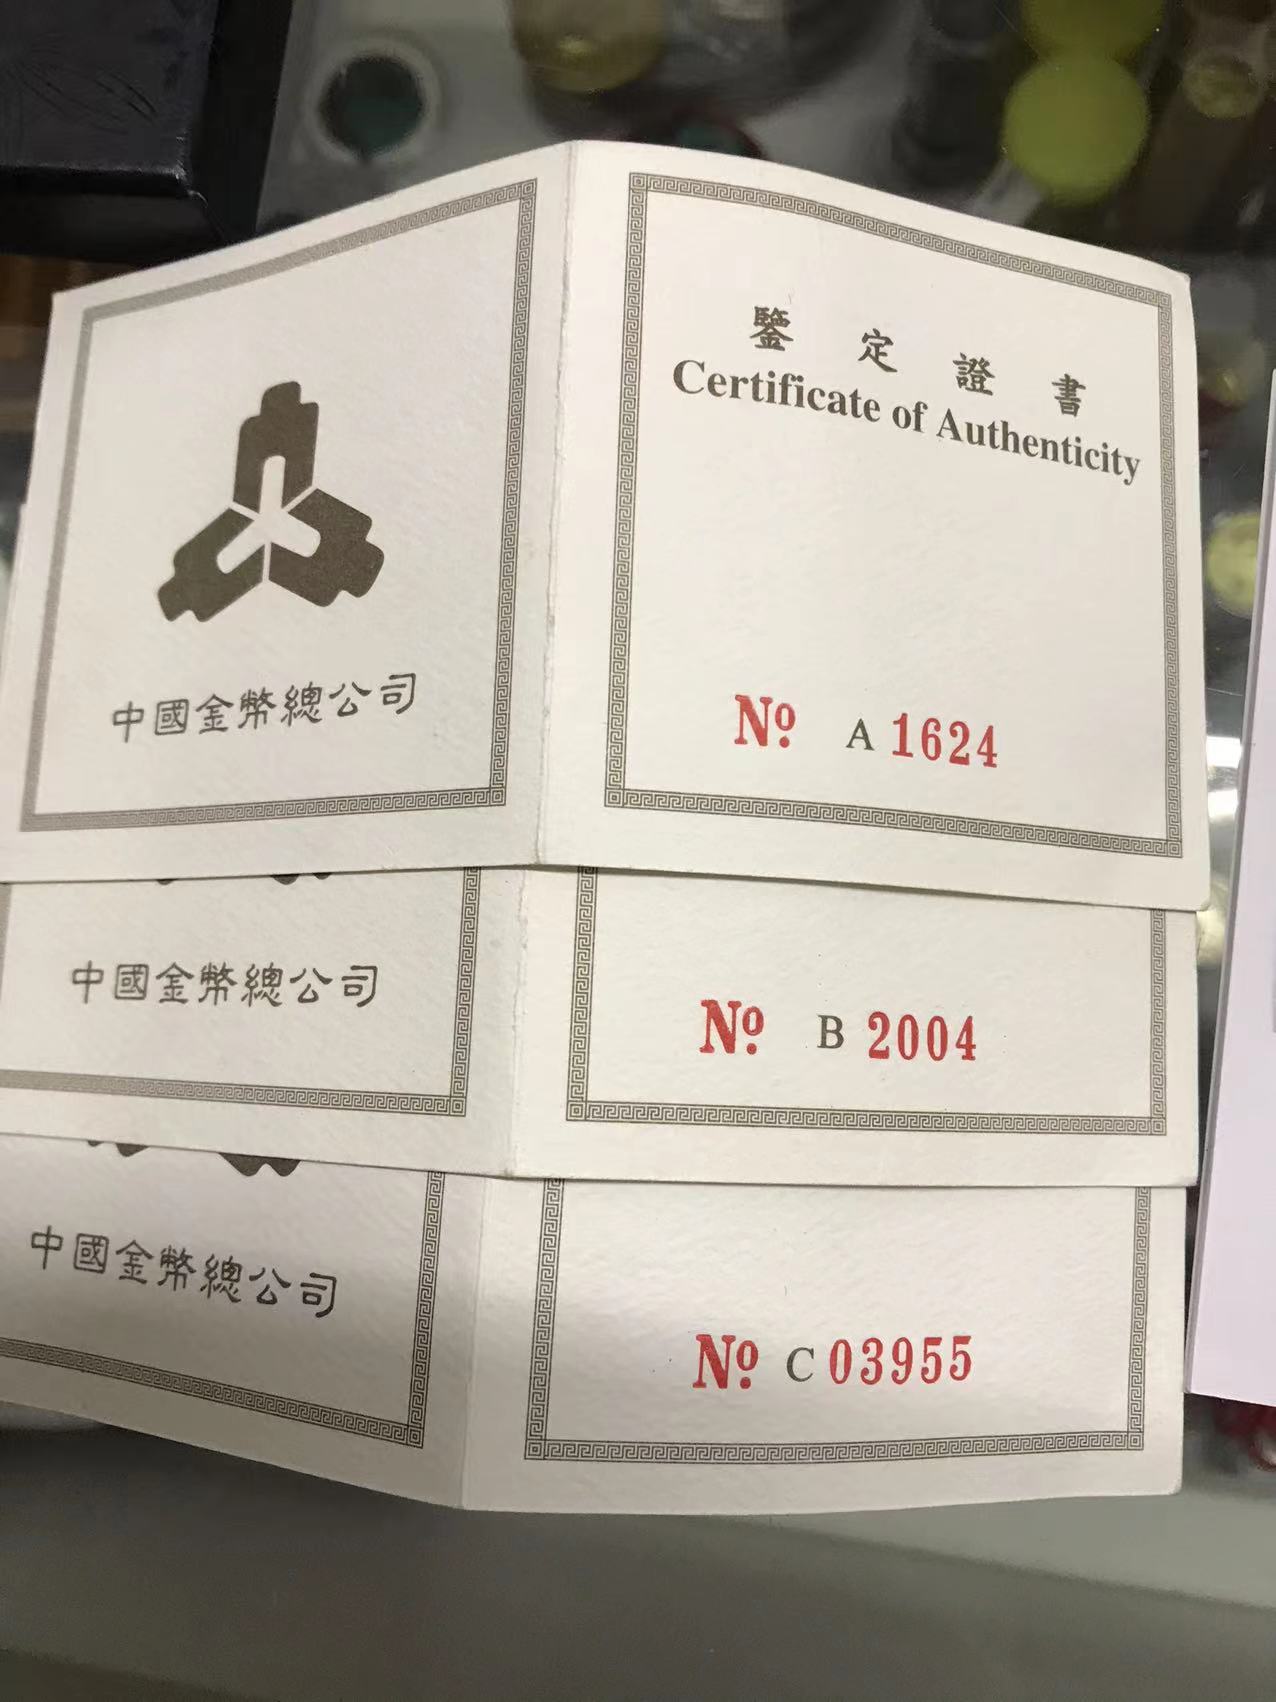 鑒定證書
Certificate of Authenticity
中國金幣總公司
Nº A 1624
中國金幣總公司
Nº B 2004
中國金幣總公司
Nº C 03955